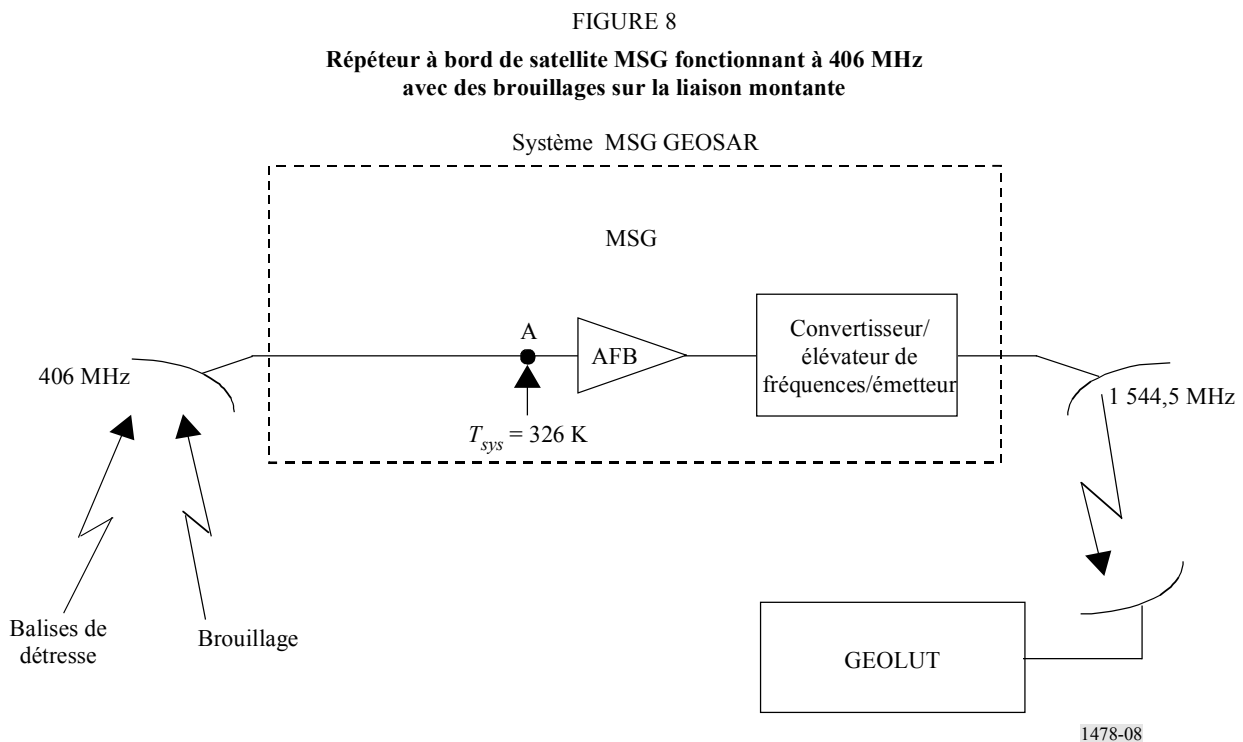 FIGURE 8
Répéteur à bord de satellite MSG fonctionnant à 406 MHz
avec des brouillages sur la liaison montante
Système MSG GEOSAR
MSG
A
AFB
Convertisseur/
élévateur de
fréquences/émetteur
406 MHz
1 544,5 MHz
Tsys = 326 K
Balises de
détresse
Brouillage
GEOLUT
1478-08